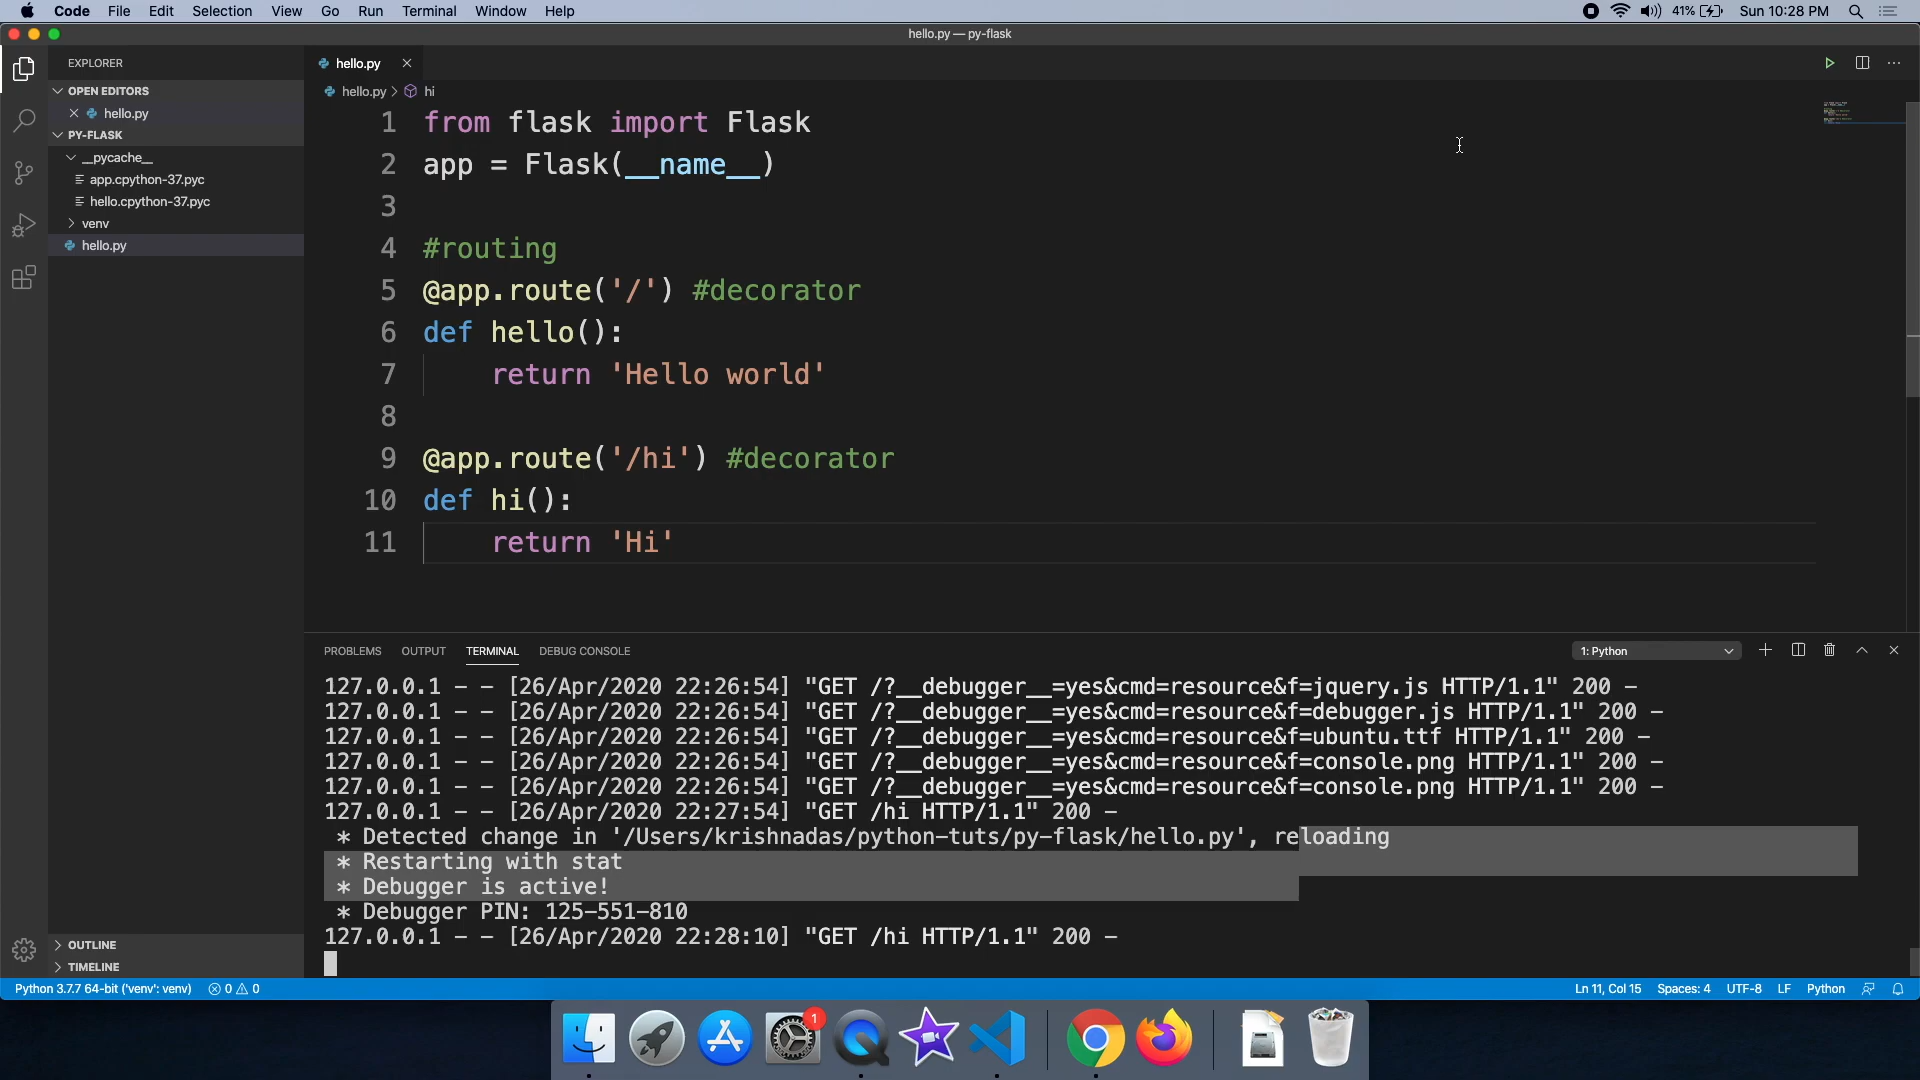 Code File Edit Selection View Go Run Terminal Window Help 41% Sun 10:28 PM
hello.py — py-flask
EXPLORER
OPEN EDITORS
hello.py
PY-FLASK
__pycache__
app.cpython-37.pyc
hello.cpython-37.pyc
venv
hello.py
OUTLINE
TIMELINE
hello.py
hello.py > hi
1 from flask import Flask
2 app = Flask(__name__)
3
4 #routing
5 @app.route('/') #decorator
6 def hello():
7 return 'Hello world'
8
9 @app.route('/hi') #decorator
10 def hi():
11 return 'Hi'
PROBLEMS OUTPUT TERMINAL DEBUG CONSOLE 1: Python
127.0.0.1 - - [26/Apr/2020 22:26:54] "GET /?__debugger__=yes&cmd=resource&f=jquery.js HTTP/1.1" 200 -
127.0.0.1 - - [26/Apr/2020 22:26:54] "GET /?__debugger__=yes&cmd=resource&f=debugger.js HTTP/1.1" 200 -
127.0.0.1 - - [26/Apr/2020 22:26:54] "GET /?__debugger__=yes&cmd=resource&f=ubuntu.ttf HTTP/1.1" 200 -
127.0.0.1 - - [26/Apr/2020 22:26:54] "GET /?__debugger__=yes&cmd=resource&f=console.png HTTP/1.1" 200 -
127.0.0.1 - - [26/Apr/2020 22:26:54] "GET /?__debugger__=yes&cmd=resource&f=console.png HTTP/1.1" 200 -
127.0.0.1 - - [26/Apr/2020 22:27:54] "GET /hi HTTP/1.1" 200 -
* Detected change in '/Users/krishnadas/python-tuts/py-flask/hello.py', reloading
* Restarting with stat
* Debugger is active!
* Debugger PIN: 125-551-810
127.0.0.1 - - [26/Apr/2020 22:28:10] "GET /hi HTTP/1.1" 200 -
Python 3.7.7 64-bit ('venv': venv) 0 0 Ln 11, Col 15 Spaces: 4 UTF-8 LF Python
1